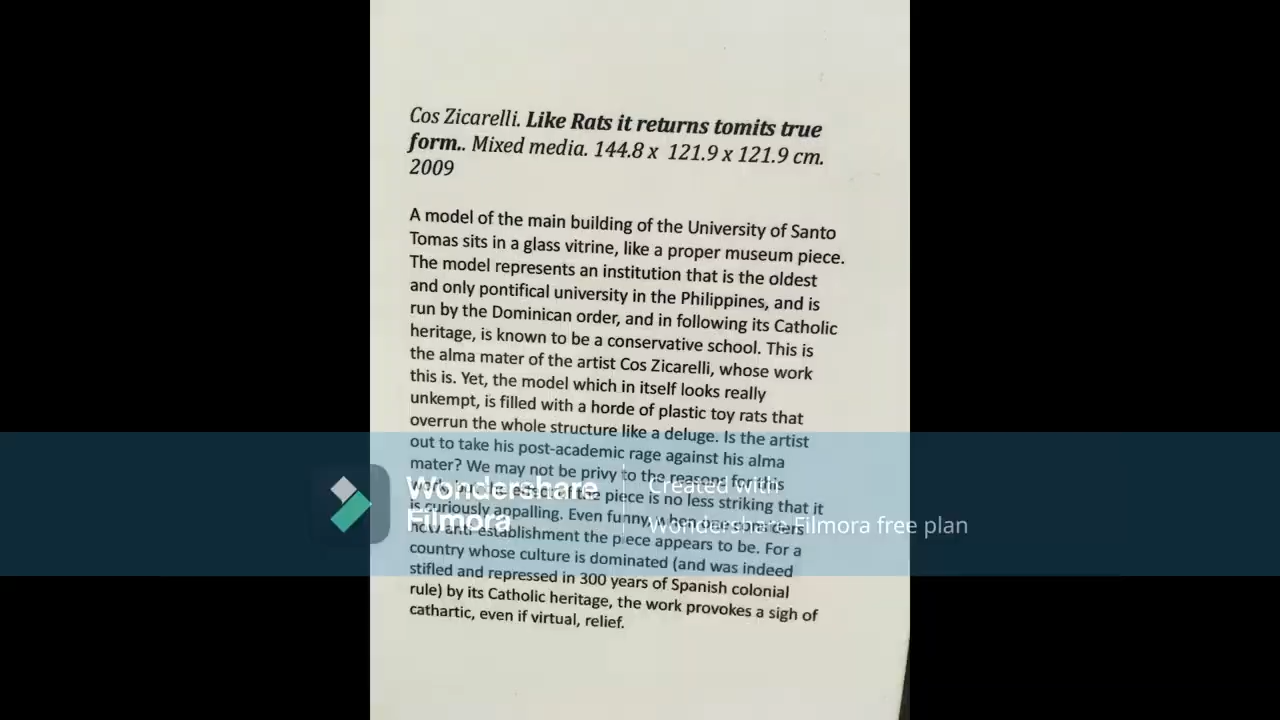 Cos Zicarelli. Like Rats it returns tomits true
form.. Mixed media. 144.8 x 121.9 x 121.9 cm.
2009
A model of the main building of the University of Santo
Tomas sits in a glass vitrine, like a proper museum piece.
The model represents an institution that is the oldest
and only pontifical university in the Philippines, and is
run by the Dominican order, and in following its Catholic
heritage, is known to be a conservative school. This is
the alma mater of the artist Cos Zicarelli, whose work
this is. Yet, the model which in itself looks really
unkempt, is filled with a horde of plastic toy rats that
overrun the whole structure like a deluge. Is the artist
out to take his post-academic rage against his alma
mater? We may not be privy to the reasons for this
the piece is no less striking that it
is curiously appalling. Even funny,
how anti-establishment the piece appears to be. For a
country whose culture is dominated (and was indeed
stifled and repressed in 300 years of Spanish colonial
rule) by its Catholic heritage, the work provokes a sigh of
cathartic, even if virtual, relief.
Wondershare
Filmora
Created with
Wondershare Filmora free plan